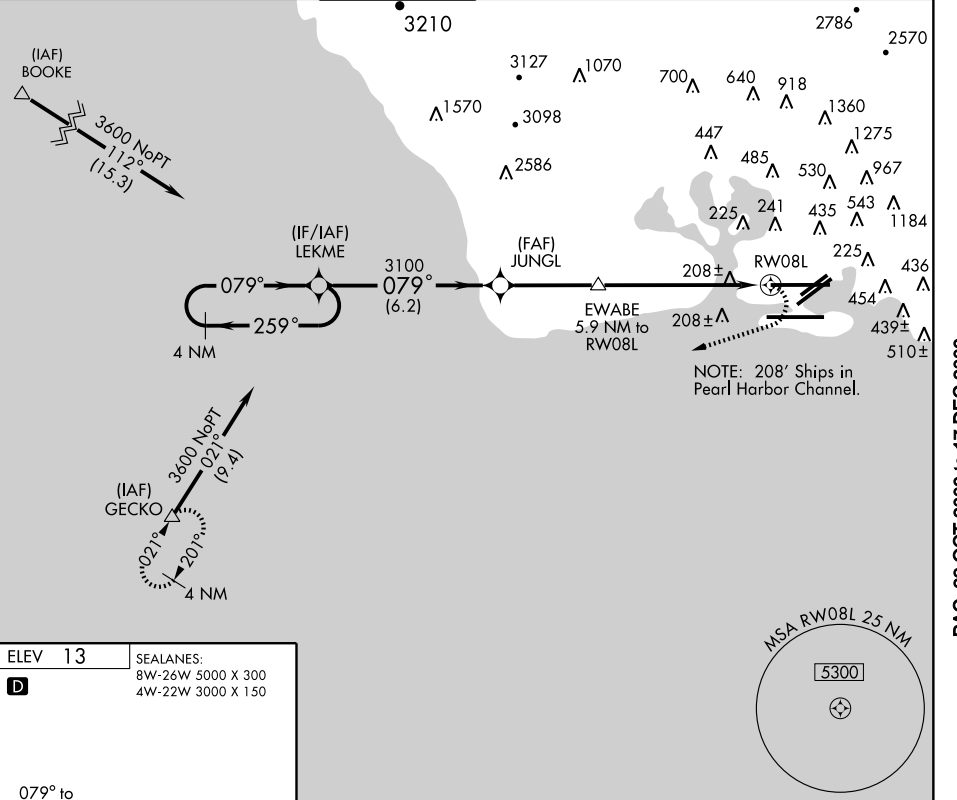 3210
2786
2570
(IAF)
BOOKE
3127
1070
700
640
918
1570
3098
1360
3600 NoPT
112°
(15.3)
447
1275
2586
485
530
967
225
241
435
543
1184
(IF/IAF)
LEKME
(FAF)
JUNGL
RW08L
225
079°
3100
079°
(6.2)
208±
436
454
259°
EWABE
5.9 NM to
RW08L
208±
439±
4 NM
510±
NOTE: 208' Ships in
Pearl Harbor Channel.
3600 NoPT
021°
(9.4)
(IAF)
GECKO
021°
201°
4 NM
MSA RW08L 25 NM
5300
ELEV 13
D
SEALANES:
8W-26W 5000 X 300
4W-22W 3000 X 150
079° to